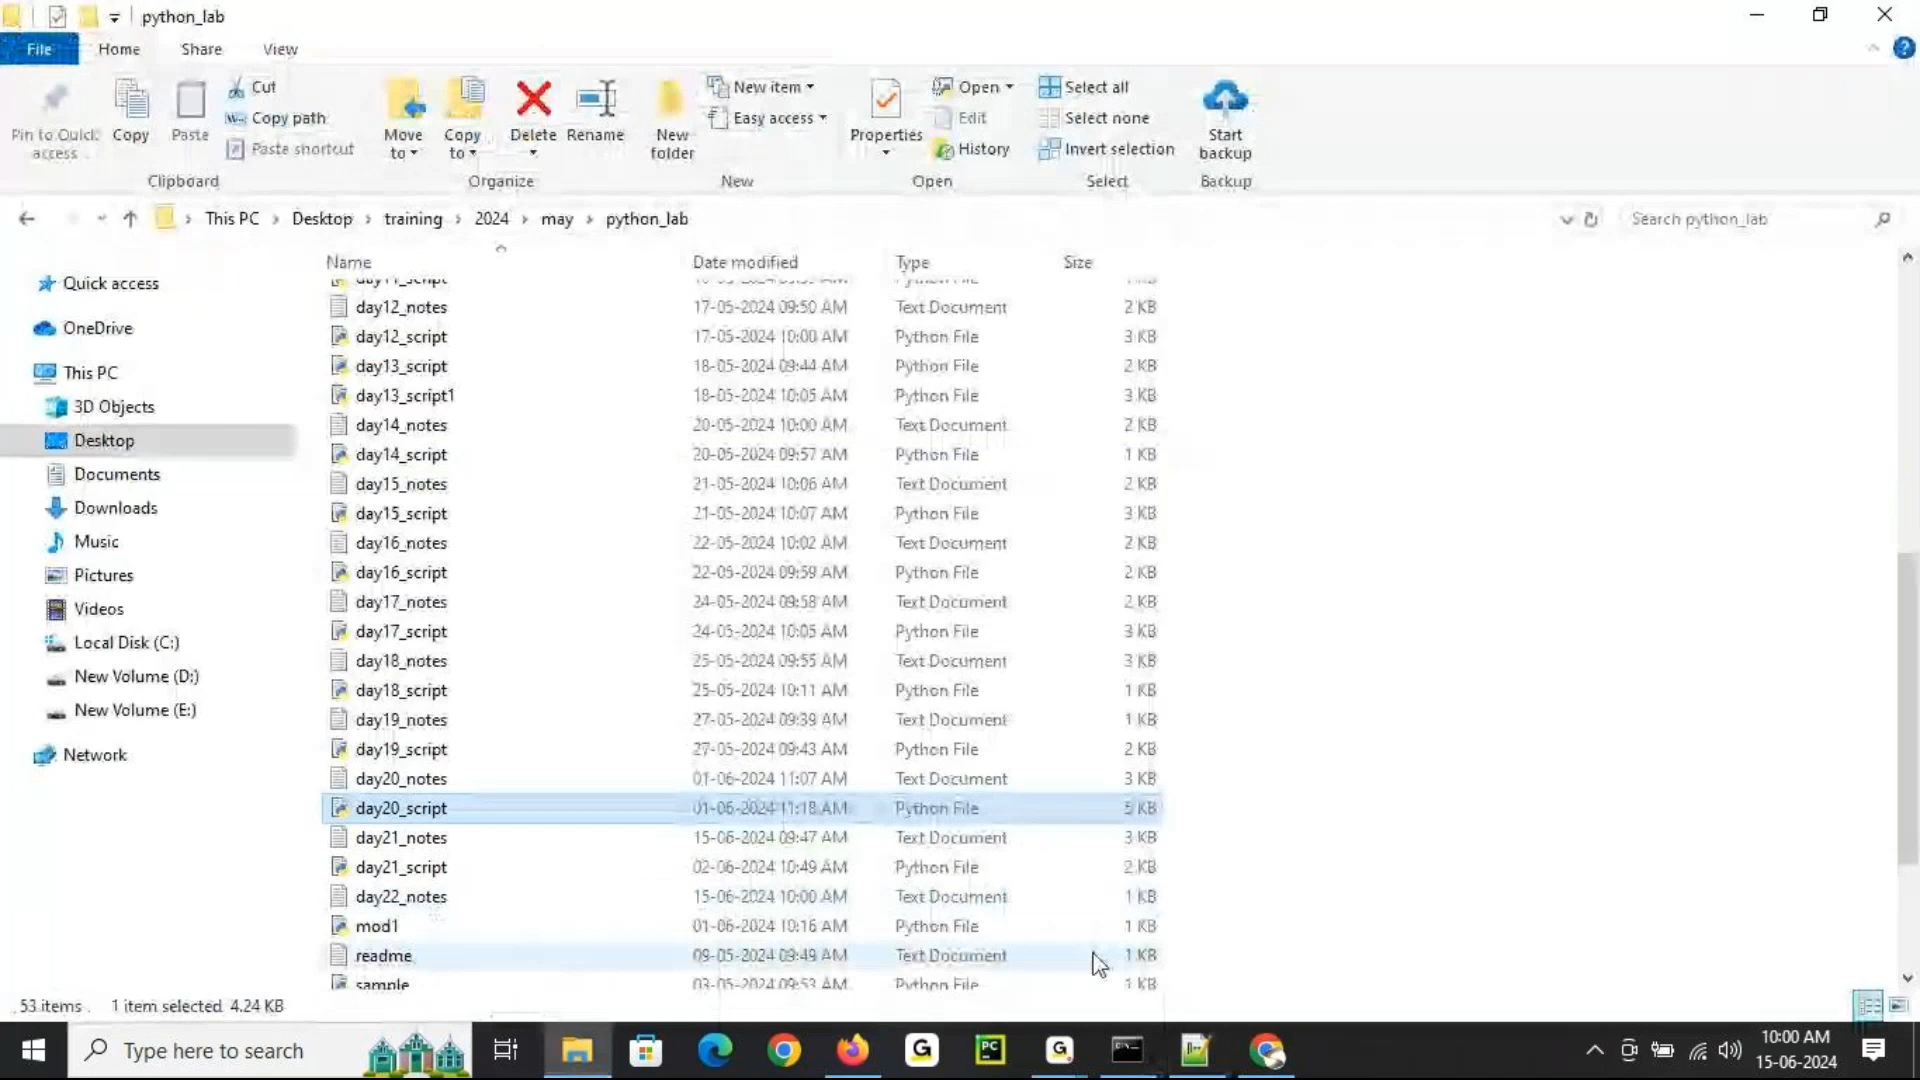 python_lab
File Home Share View
Pin to Quick access
Copy
Paste
Cut
Copy path
Paste shortcut
Clipboard
Move to
Copy to
Delete
Rename
Organize
New folder
New item
Easy access
New
Properties
Open
Edit
History
Open
Select all
Select none
Invert selection
Select
Start backup
Backup
This PC › Desktop › training › 2024 › may › python_lab
Search python_lab
Quick access
OneDrive
This PC
3D Objects
Desktop
Documents
Downloads
Music
Pictures
Videos
Local Disk (C:)
New Volume (D:)
New Volume (E:)
Network
Name Date modified Type Size
day11_script
day12_notes 17-05-2024 09:50 AM Text Document 2 KB
day12_script 17-05-2024 10:00 AM Python File 3 KB
day13_script 18-05-2024 09:44 AM Python File 2 KB
day13_script1 18-05-2024 10:05 AM Python File 3 KB
day14_notes 20-05-2024 10:00 AM Text Document 2 KB
day14_script 20-05-2024 09:57 AM Python File 1 KB
day15_notes 21-05-2024 10:06 AM Text Document 2 KB
day15_script 21-05-2024 10:07 AM Python File 3 KB
day16_notes 22-05-2024 10:02 AM Text Document 2 KB
day16_script 22-05-2024 09:59 AM Python File 2 KB
day17_notes 24-05-2024 09:58 AM Text Document 2 KB
day17_script 24-05-2024 10:05 AM Python File 3 KB
day18_notes 25-05-2024 09:55 AM Text Document 3 KB
day18_script 25-05-2024 10:11 AM Python File 1 KB
day19_notes 27-05-2024 09:39 AM Text Document 1 KB
day19_script 27-05-2024 09:43 AM Python File 2 KB
day20_notes 01-06-2024 11:07 AM Text Document 3 KB
day20_script 01-06-2024 11:18 AM Python File 5 KB
day21_notes 15-06-2024 09:47 AM Text Document 3 KB
day21_script 02-06-2024 10:49 AM Python File 2 KB
day22_notes 15-06-2024 10:00 AM Text Document 1 KB
mod1 01-06-2024 10:16 AM Python File 1 KB
readme 09-05-2024 09:49 AM Text Document 1 KB
sample 03-05-2024 09:53 AM Python File 1 KB
53 items 1 item selected 4.24 KB
Type here to search
10:00 AM
15-06-2024